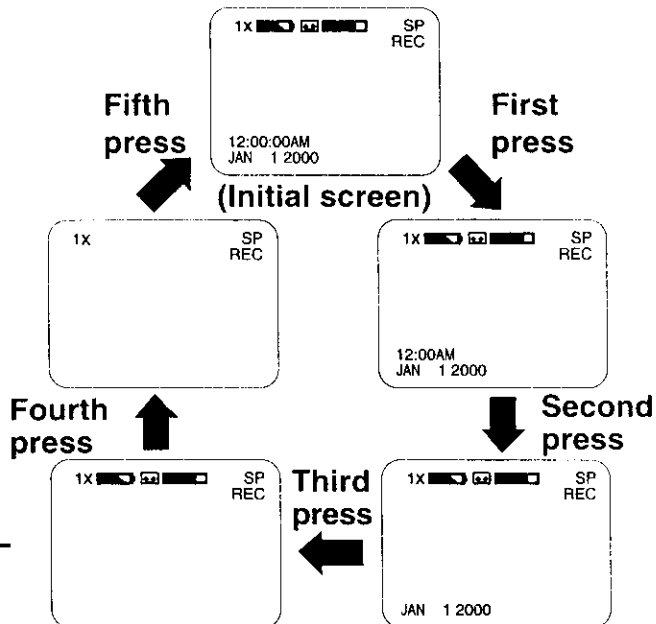 1X SP
REC
12:00:00AM
JAN 1 2000
(Initial screen)
First
press
1X SP
REC
12:00AM
JAN 1 2000
Second
press
1X SP
REC
JAN 1 2000
Third
press
1X SP
REC
Fourth
press
1X SP
REC
Fifth
press